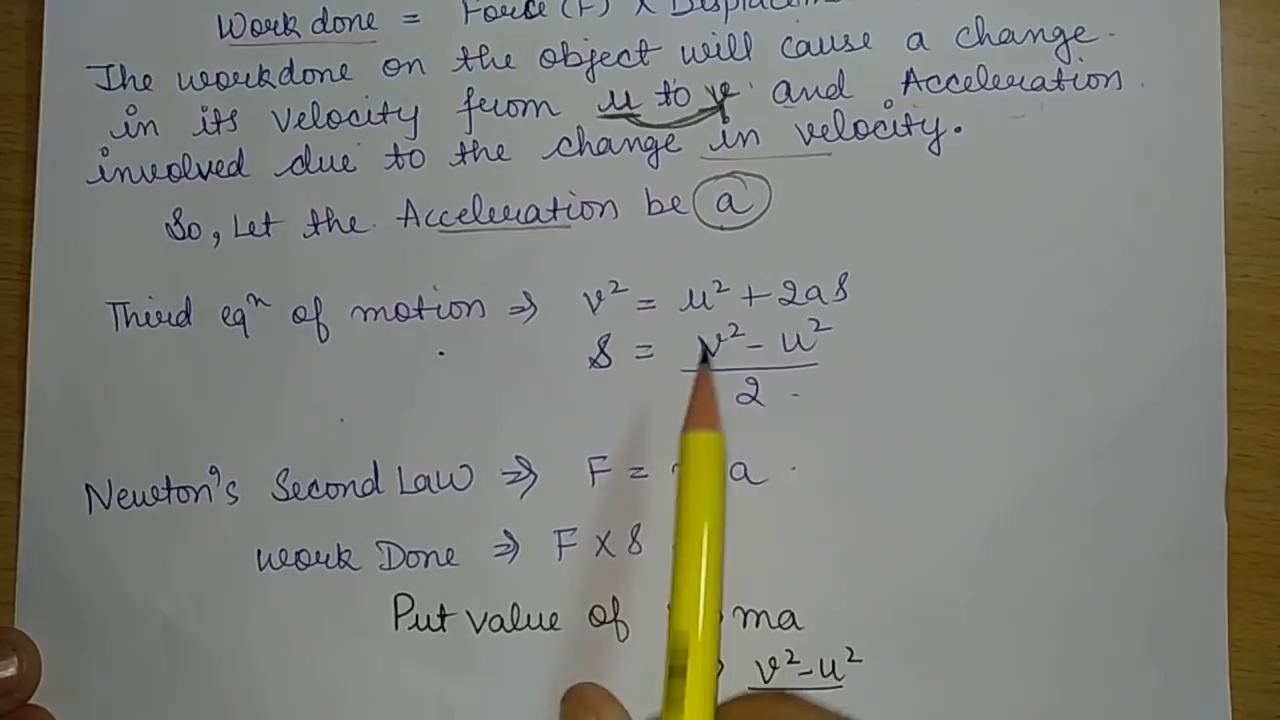 Work done = Force (F) X Displacem
The workdone on the object will cause a change
in its velocity from u to v and Acceleration
involved due to the change in velocity.
So, Let the Acceleration be a
Third eqⁿ of motion ⇒ v² = u² + 2aS
S = v² - u²
2
Newton's Second Law ⇒ F = a
Work Done ⇒ F X S
Put value of ma
v² - u²